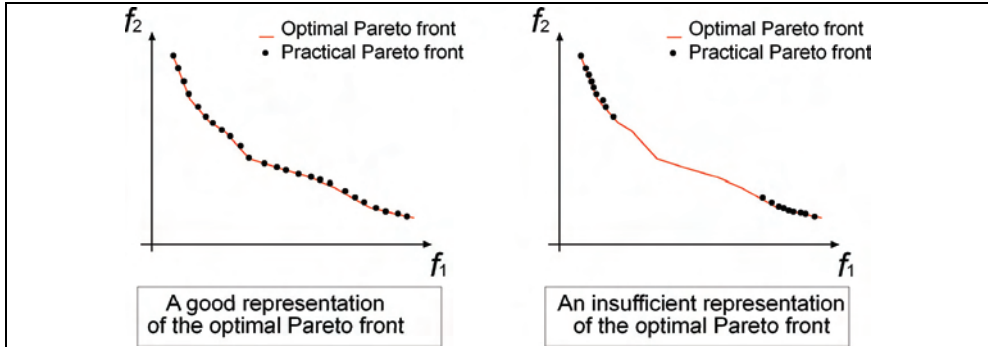 f2
Optimal Pareto front
Practical Pareto front
f1
A good representation
of the optimal Pareto front
f2
Optimal Pareto front
Practical Pareto front
f1
An insufficient representation
of the optimal Pareto front